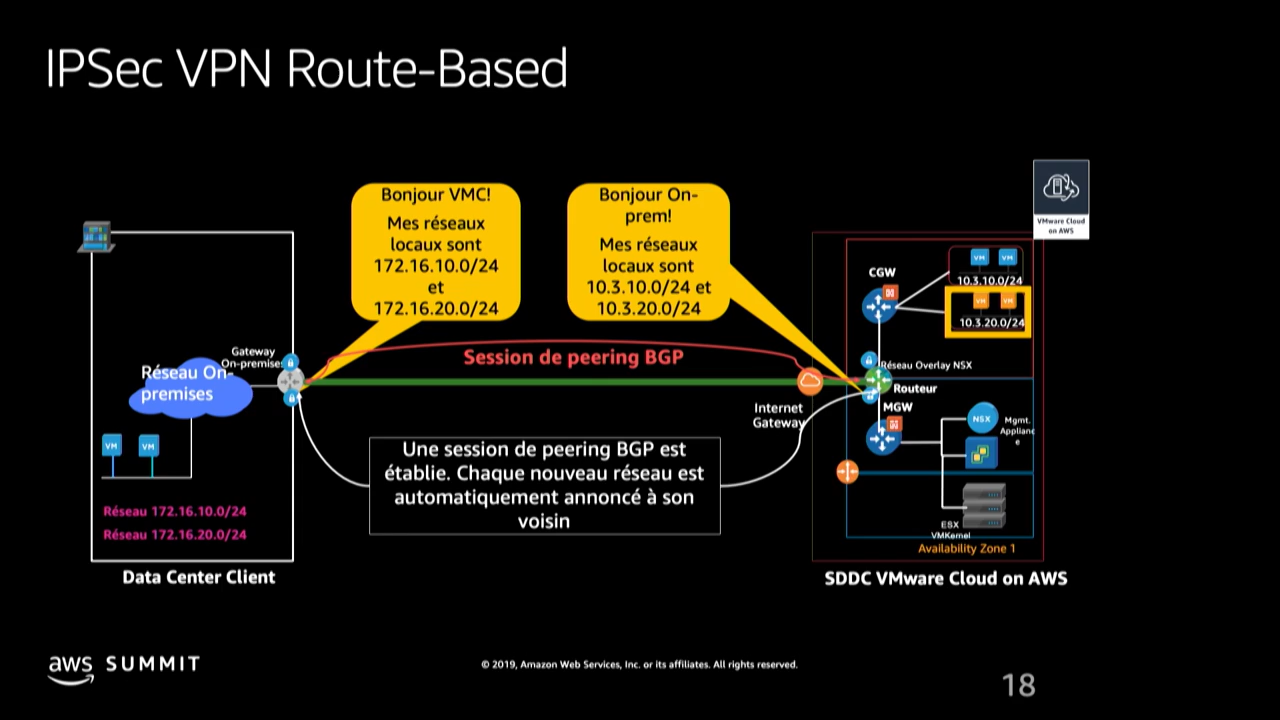 IPSec VPN Route-Based
Bonjour VMC!
Mes réseaux
locaux sont
172.16.10.0/24
et
172.16.20.0/24
Bonjour On-
prem!
Mes réseaux
locaux sont
10.3.10.0/24 et
10.3.20.0/24
VMware Cloud
on AWS
CGW
VM VM
10.3.10.0/24
VM VM
10.3.20.0/24
Gateway
On-premises
Réseau On-
premises
Session de peering BGP
Réseau Overlay NSX
Routeur
Internet
Gateway
MGW
NSX
Mgmt.
Applianc
e
VM VM
Une session de peering BGP est
établie. Chaque nouveau réseau est
automatiquement annoncé à son
voisin
Réseau 172.16.10.0/24
Réseau 172.16.20.0/24
ESX
VMKernel
Availability Zone 1
Data Center Client
SDDC VMware Cloud on AWS
aws SUMMIT
© 2019, Amazon Web Services, Inc. or its affiliates. All rights reserved.
18